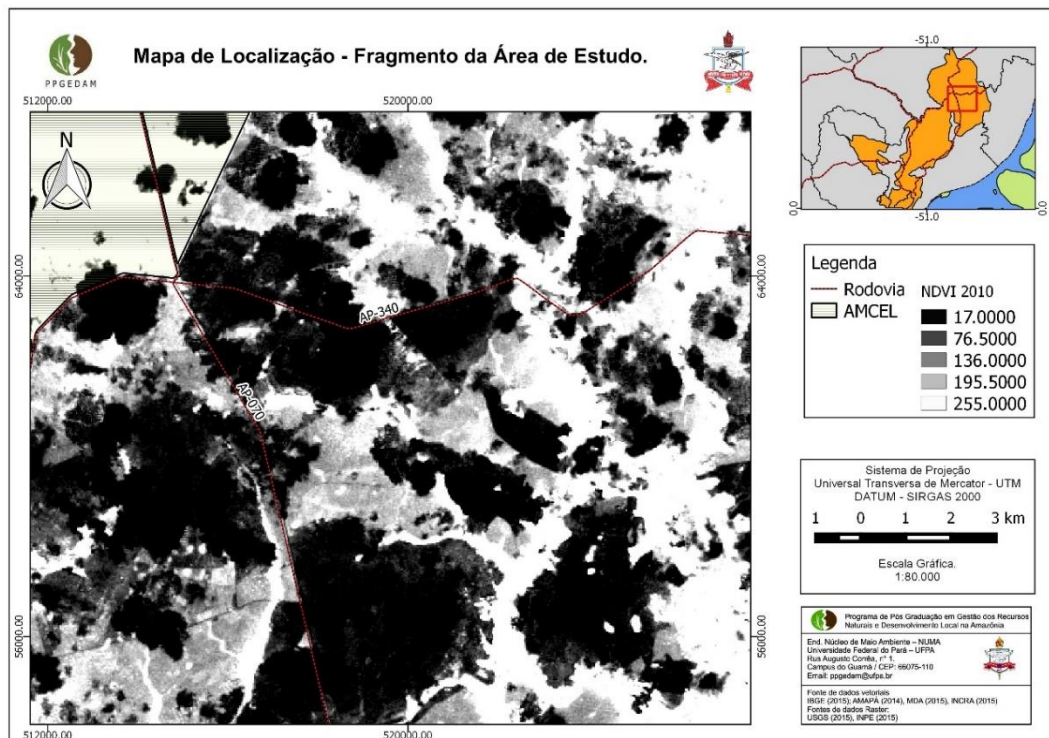 PPGEDAM
Mapa de Localização - Fragmento da Área de Estudo.
512000.00
520000.00
N
64000.00
64000.00
AP-340
AP-070
56000.00
56000.00
512000.00
520000.00
-51.0
0.0
0.0
-51.0
Legenda
Rodovia
AMCEL
NDVI 2010
17.0000
76.5000
136.0000
195.5000
255.0000
Sistema de Projeção
Universal Transversa de Mercator - UTM
DATUM - SIRGAS 2000
1 0 1 2 3 km
Escala Gráfica.
1:80.000
Programa de Pós Graduação em Gestão dos Recursos
Naturais e Desenvolvimento Local na Amazônia
End. Núcleo de Maio Ambiente – NUMA
Universidade Federal do Pará – UFPA
Rua Augusto Corrêa, nº 1.
Campus do Guamá / CEP: 66075-110
Email: ppgedam@ufpa.br
Fonte de dados vetoriais
IBGE (2015); AMAPÁ (2014), MDA (2015), INCRA (2015)
Fontes de dados Raster:
USGS (2015), INPE (2015)